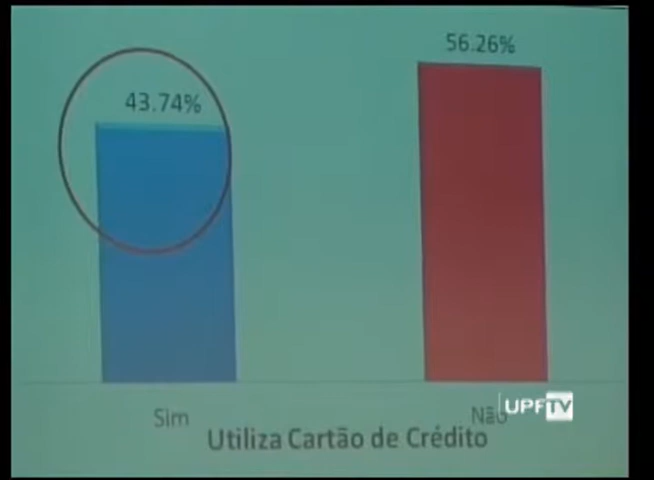 56.26%
43.74%
Sim Não
UPFTV
Utiliza Cartão de Crédito